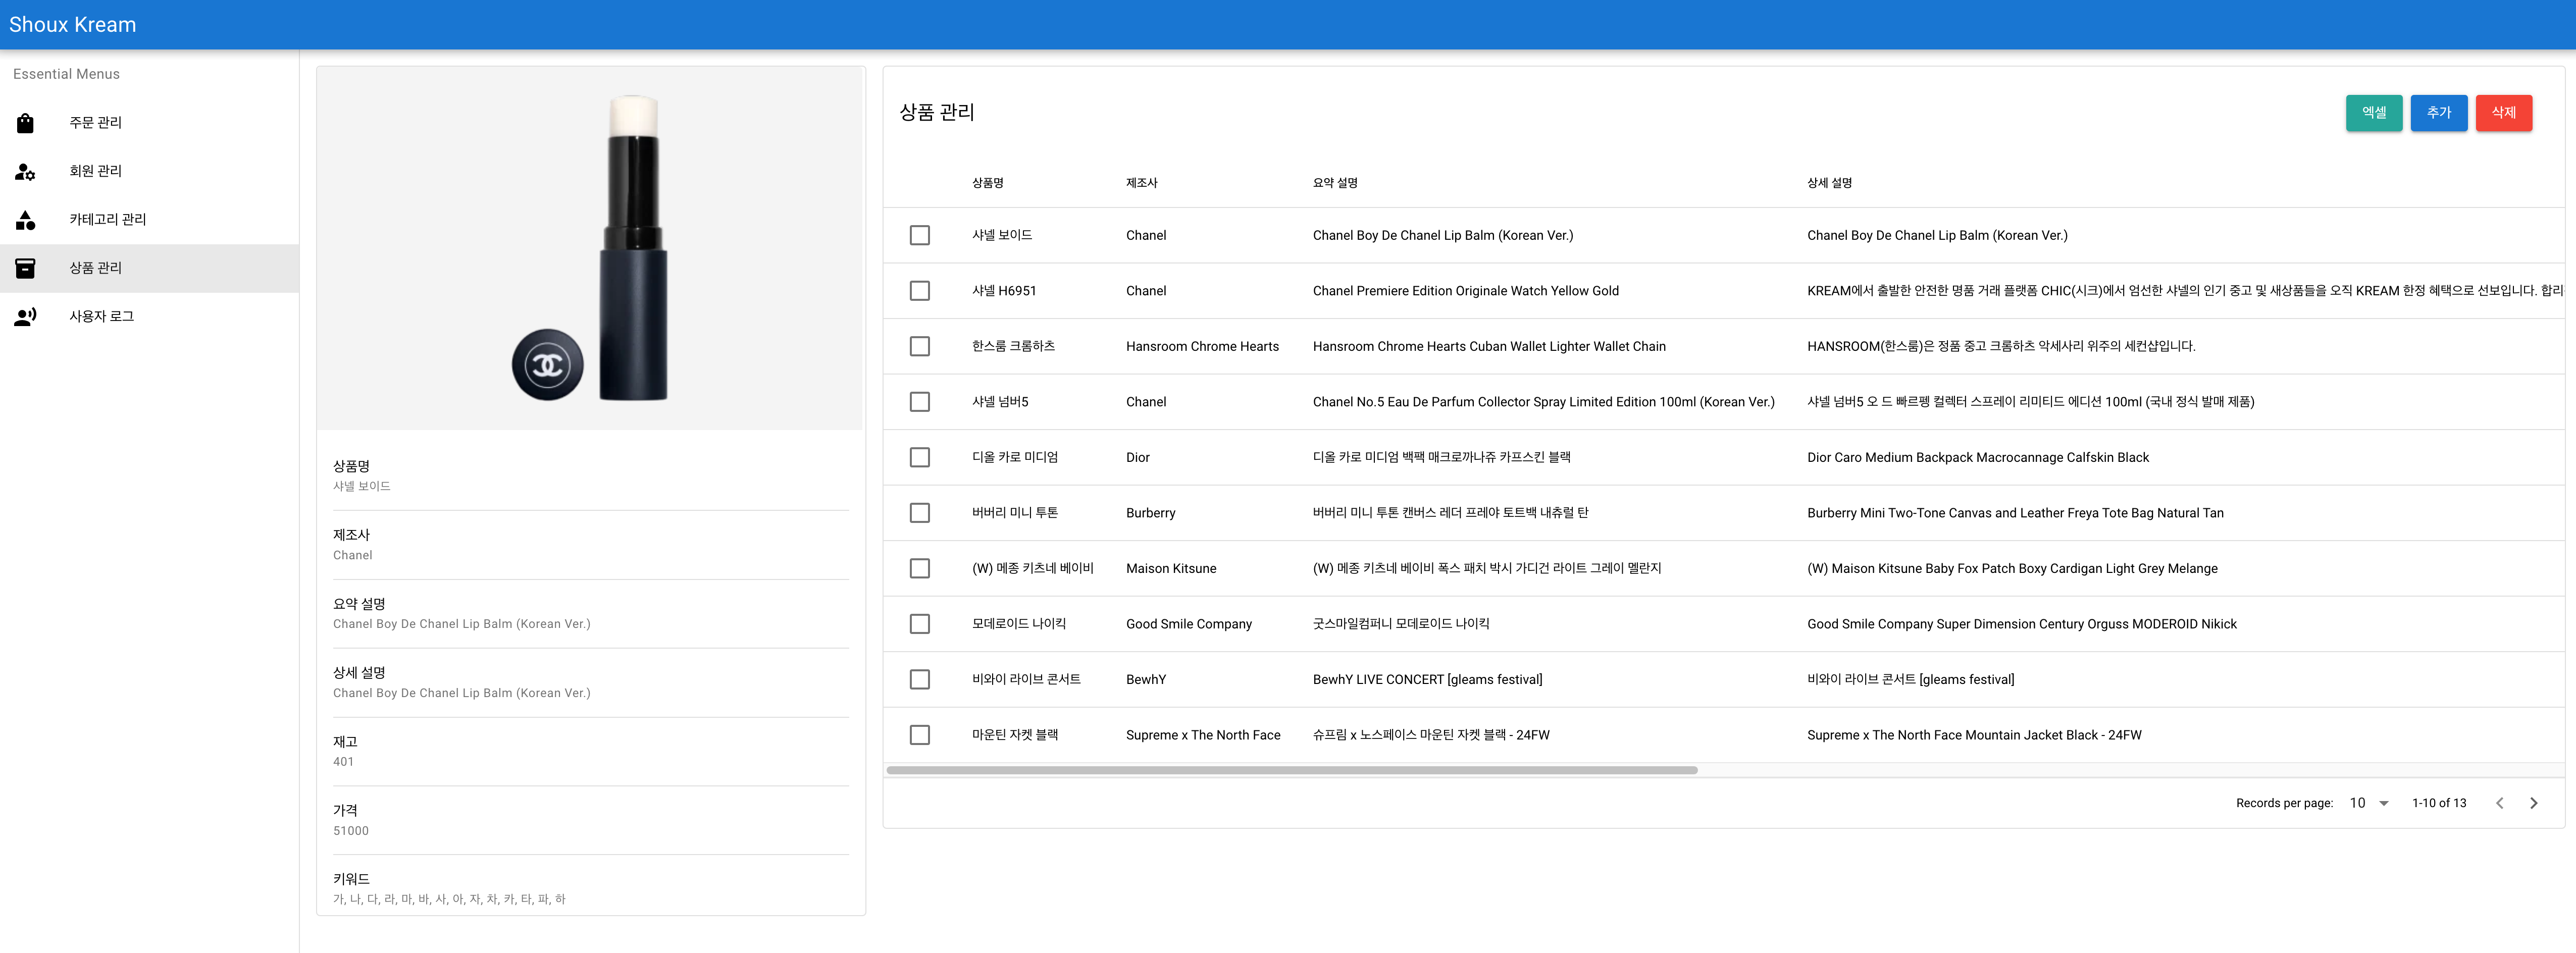 Shoux Kream
Essential Menus
주문 관리
회원 관리
카테고리 관리
상품 관리
사용자 로그
상품명
샤넬 보이드
제조사
Chanel
요약 설명
Chanel Boy De Chanel Lip Balm (Korean Ver.)
상세 설명
Chanel Boy De Chanel Lip Balm (Korean Ver.)
재고
401
가격
51000
키워드
가, 나, 다, 라, 마, 바, 사, 아, 자, 차, 카, 타, 파, 하
상품 관리
엑셀 추가 삭제
상품명 제조사 요약 설명 상세 설명
샤넬 보이드 Chanel Chanel Boy De Chanel Lip Balm (Korean Ver.) Chanel Boy De Chanel Lip Balm (Korean Ver.)
샤넬 H6951 Chanel Chanel Premiere Edition Originale Watch Yellow Gold KREAM에서 출발한 안전한 명품 거래 플랫폼 CHIC(시크)에서 엄선한 샤넬의 인기 중고 및 새상품들을 오직 KREAM 한정 혜택으로 선보입니다. 합리
한스룸 크롬하츠 Hansroom Chrome Hearts Hansroom Chrome Hearts Cuban Wallet Lighter Wallet Chain HANSROOM(한스룸)은 정품 중고 크롬하츠 악세사리 위주의 세컨샵입니다.
샤넬 넘버5 Chanel Chanel No.5 Eau De Parfum Collector Spray Limited Edition 100ml (Korean Ver.) 샤넬 넘버5 오 드 빠르펭 컬렉터 스프레이 리미티드 에디션 100ml (국내 정식 발매 제품)
디올 카로 미디엄 Dior 디올 카로 미디엄 백팩 매크로까나쥬 카프스킨 블랙 Dior Caro Medium Backpack Macrocannage Calfskin Black
버버리 미니 투톤 Burberry 버버리 미니 투톤 캔버스 레더 프레야 토트백 내츄럴 탄 Burberry Mini Two-Tone Canvas and Leather Freya Tote Bag Natural Tan
(W) 메종 키츠네 베이비 Maison Kitsune (W) 메종 키츠네 베이비 폭스 패치 박시 가디건 라이트 그레이 멜란지 (W) Maison Kitsune Baby Fox Patch Boxy Cardigan Light Grey Melange
모데로이드 나이킥 Good Smile Company 굿스마일컴퍼니 모데로이드 나이킥 Good Smile Company Super Dimension Century Orguss MODEROID Nikick
비와이 라이브 콘서트 BewhY BewhY LIVE CONCERT [gleams festival] 비와이 라이브 콘서트 [gleams festival]
마운틴 자켓 블랙 Supreme x The North Face 슈프림 x 노스페이스 마운틴 자켓 블랙 - 24FW Supreme x The North Face Mountain Jacket Black - 24FW
Records per page: 10 1-10 of 13